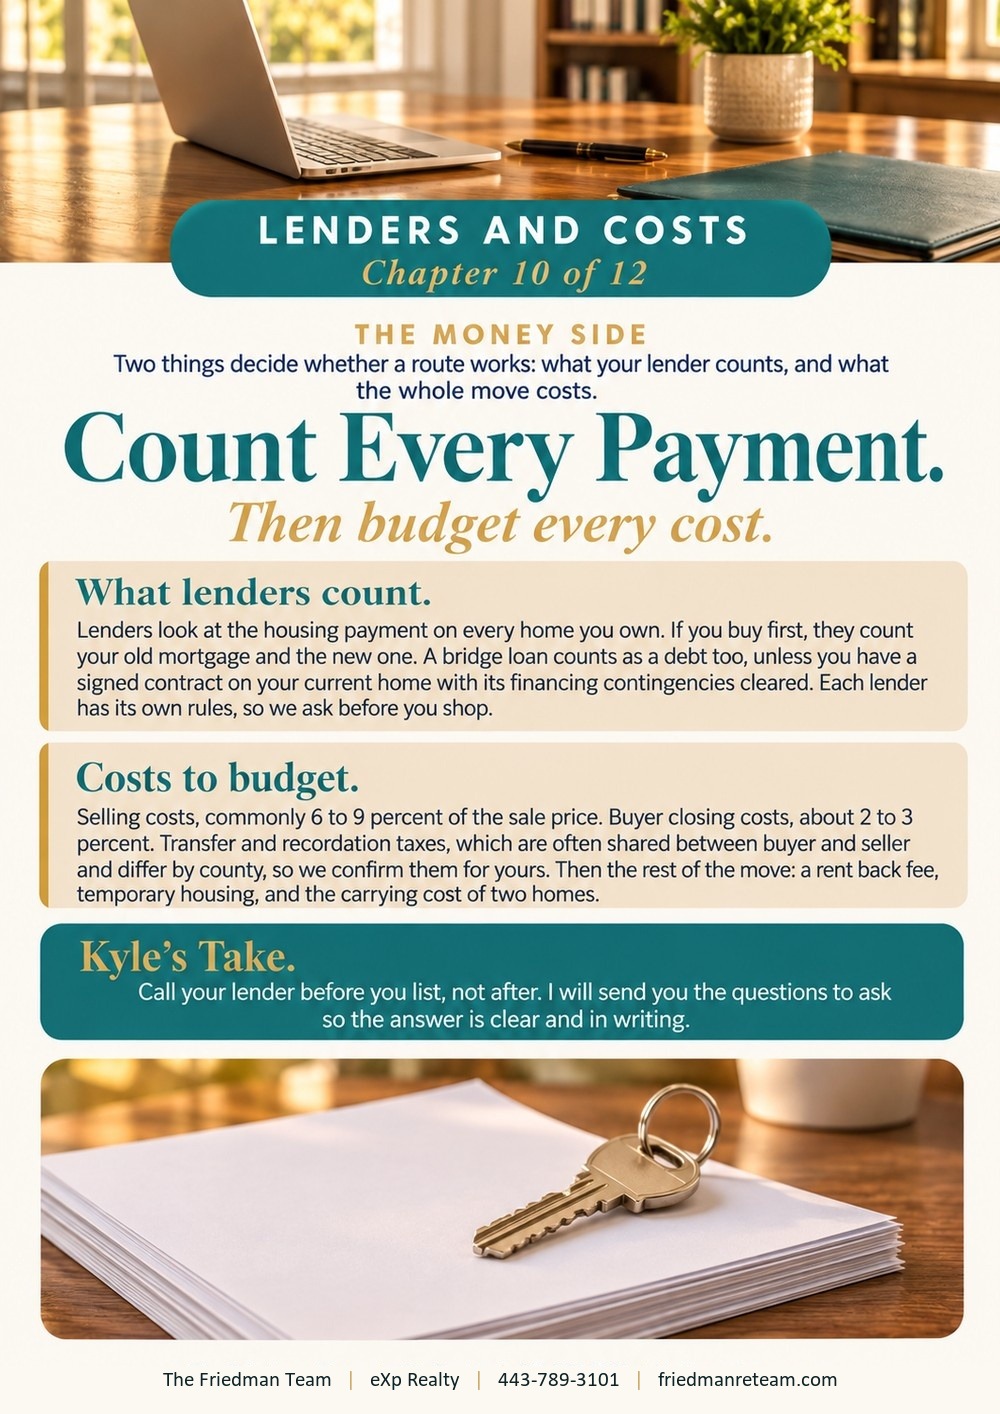 LENDERS AND COSTS
Chapter 10 of 12
THE MONEY SIDE
Two things decide whether a route works: what your lender counts, and what
the whole move costs.
Count Every Payment.
Then budget every cost.
What lenders count.
Lenders look at the housing payment on every home you own. If you buy first, they count
your old mortgage and the new one. A bridge loan counts as a debt too, unless you have a
signed contract on your current home with its financing contingencies cleared. Each lender
has its own rules, so we ask before you shop.
Costs to budget.
Selling costs, commonly 6 to 9 percent of the sale price. Buyer closing costs, about 2 to 3
percent. Transfer and recordation taxes, which are often shared between buyer and seller
and differ by county, so we confirm them for yours. Then the rest of the move: a rent back fee,
temporary housing, and the carrying cost of two homes.
Kyle's Take.
Call your lender before you list, not after. I will send you the questions to ask
so the answer is clear and in writing.
The Friedman Team | eXp Realty | 443-789-3101 | friedmanreteam.com